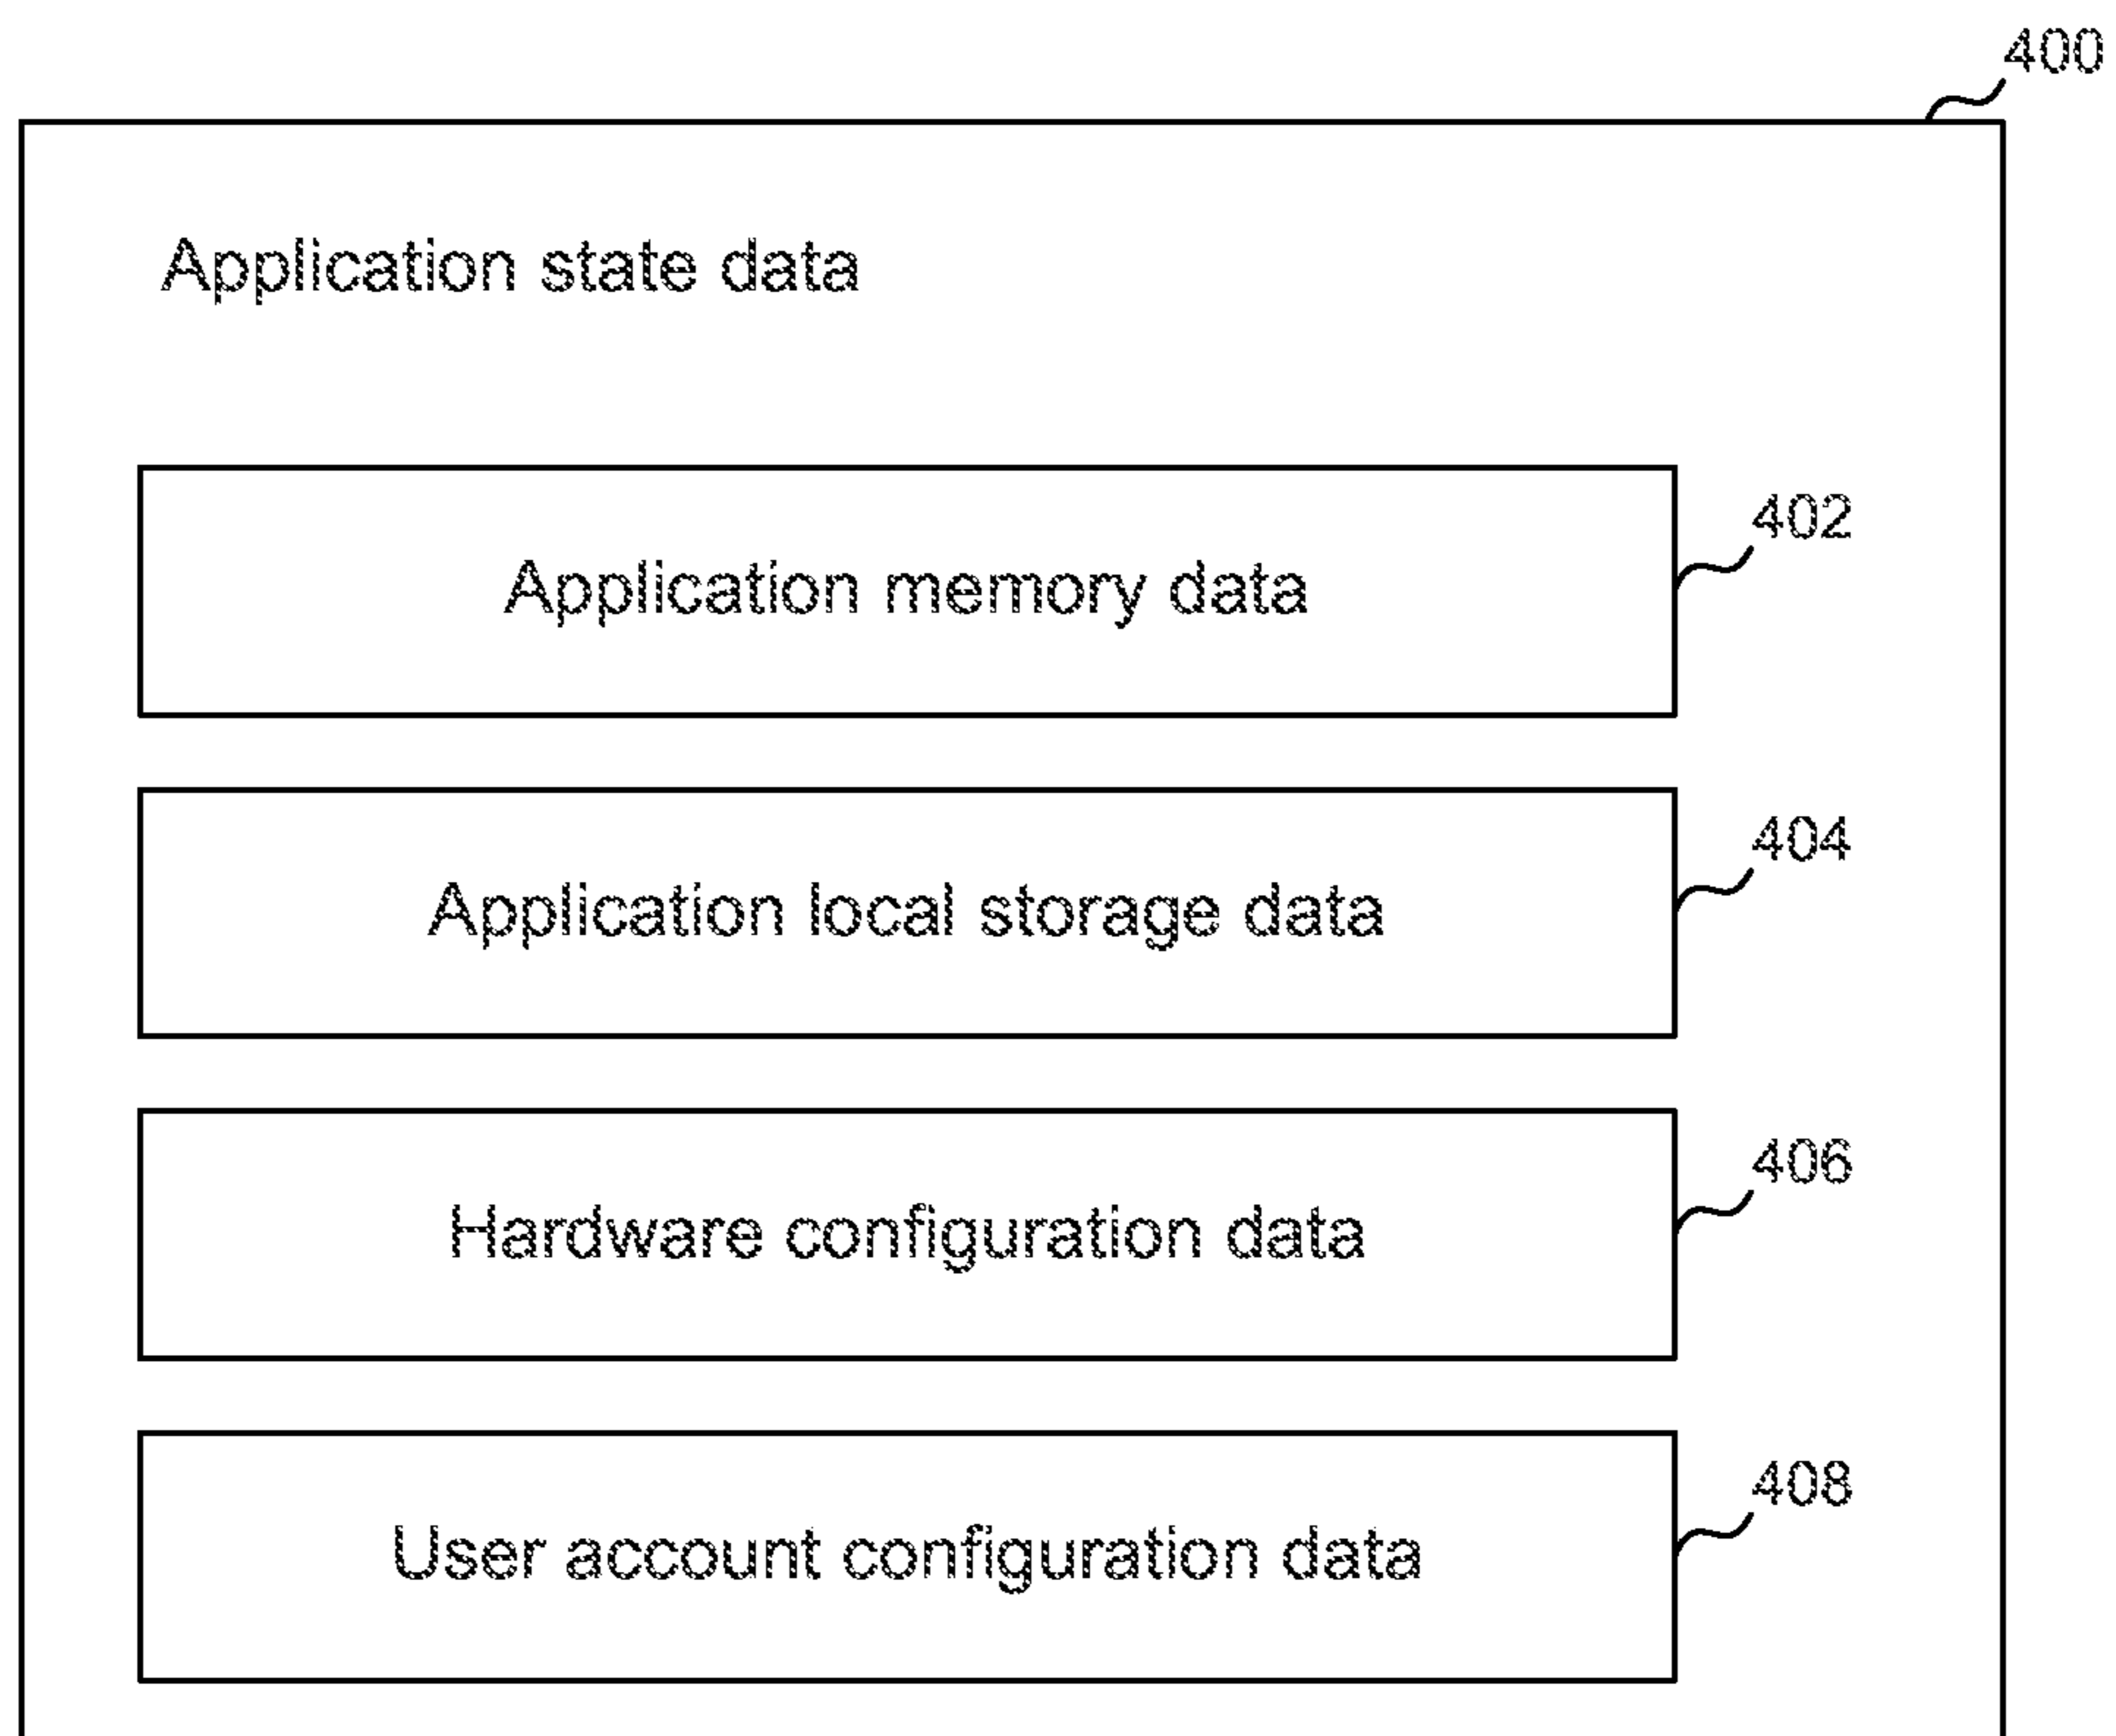 400
Application state data
402
Application memory data
404
Application local storage data
406
Hardware configuration data
408
User account configuration data